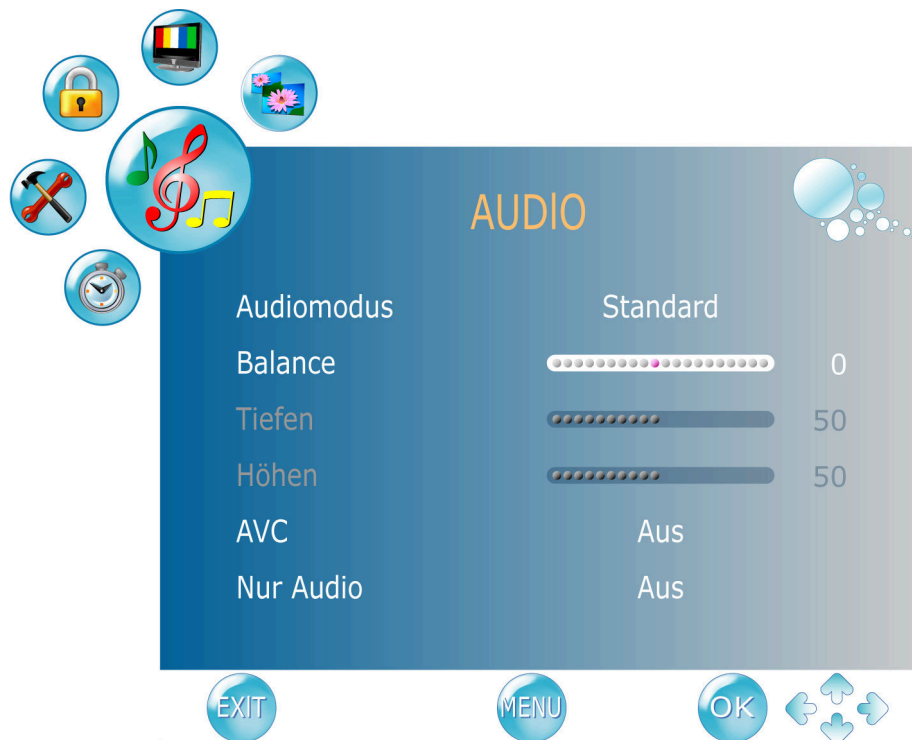 AUDIO
Audiomodus Standard
Balance 0
Tiefen 50
Höhen 50
AVC Aus
Nur Audio Aus
EXIT MENU OK